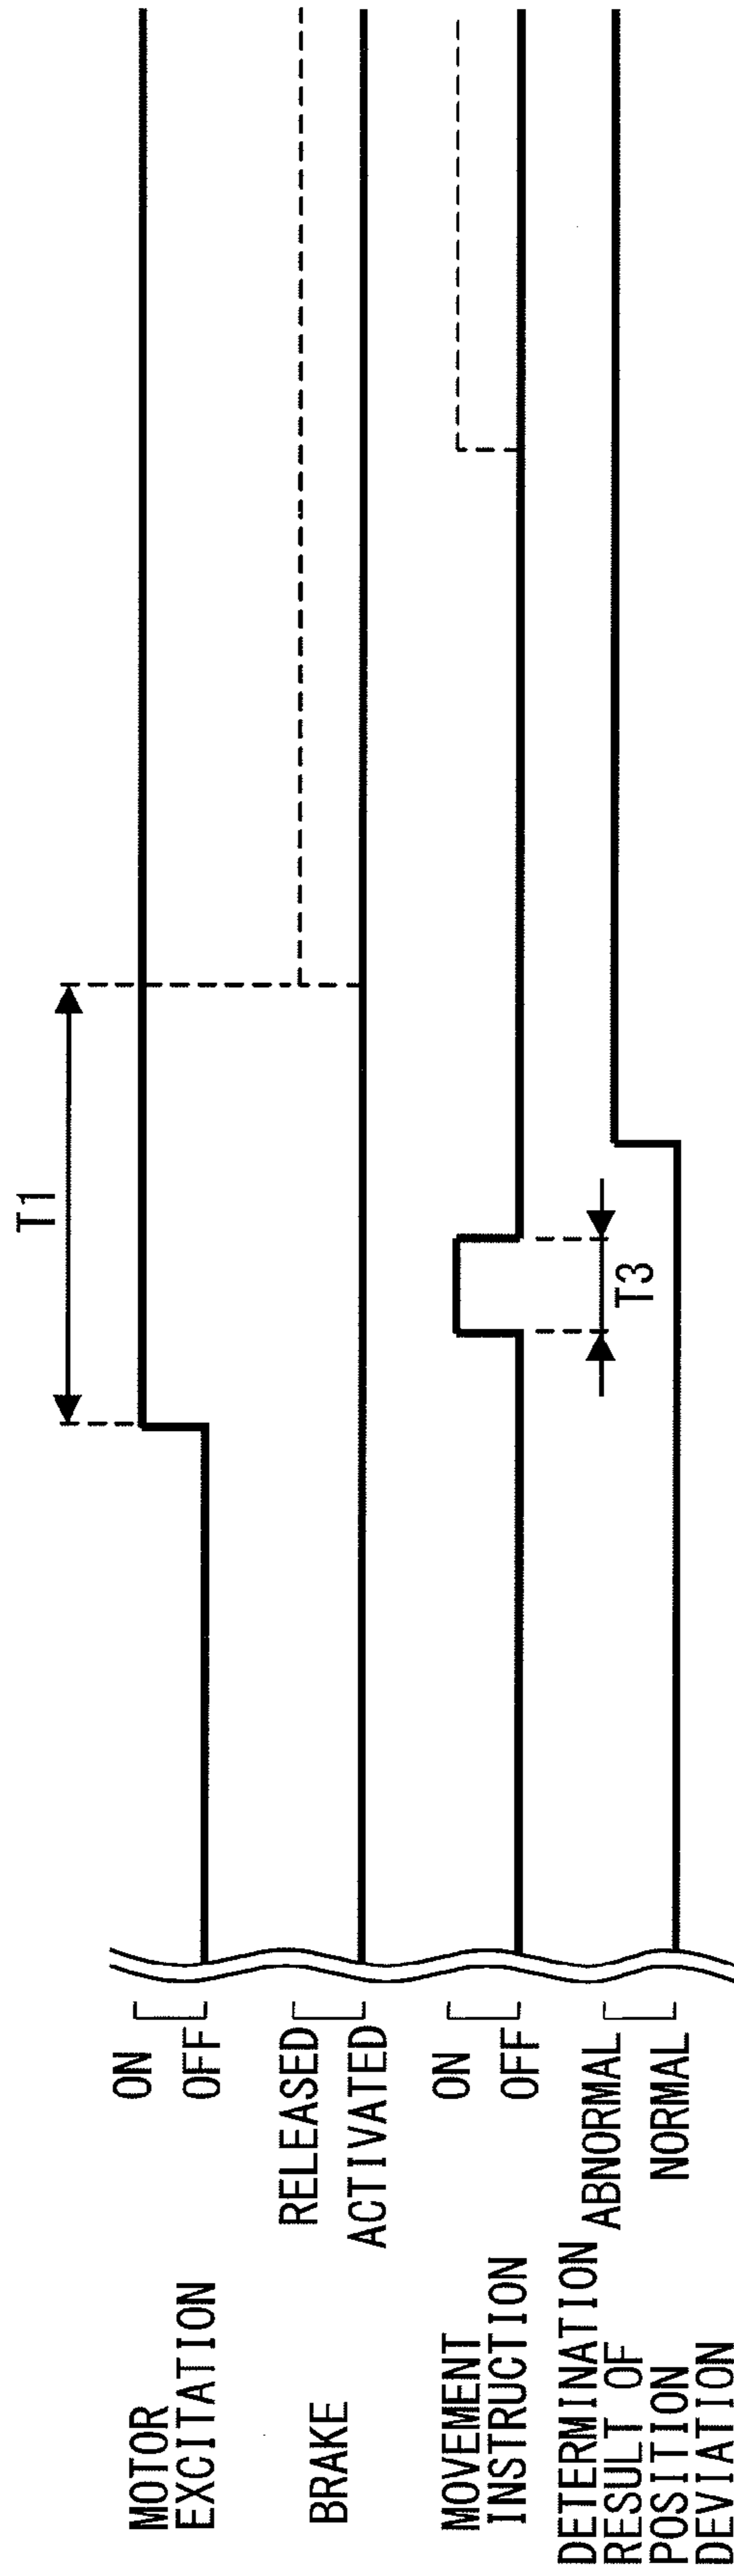 T1
MOTOR
EXCITATION
ON
OFF
BRAKE
RELEASED
ACTIVATED
MOVEMENT
INSTRUCTION
ON
OFF
T3
DETERMINATION
RESULT OF
POSITION
DEVIATION
ABNORMAL
NORMAL